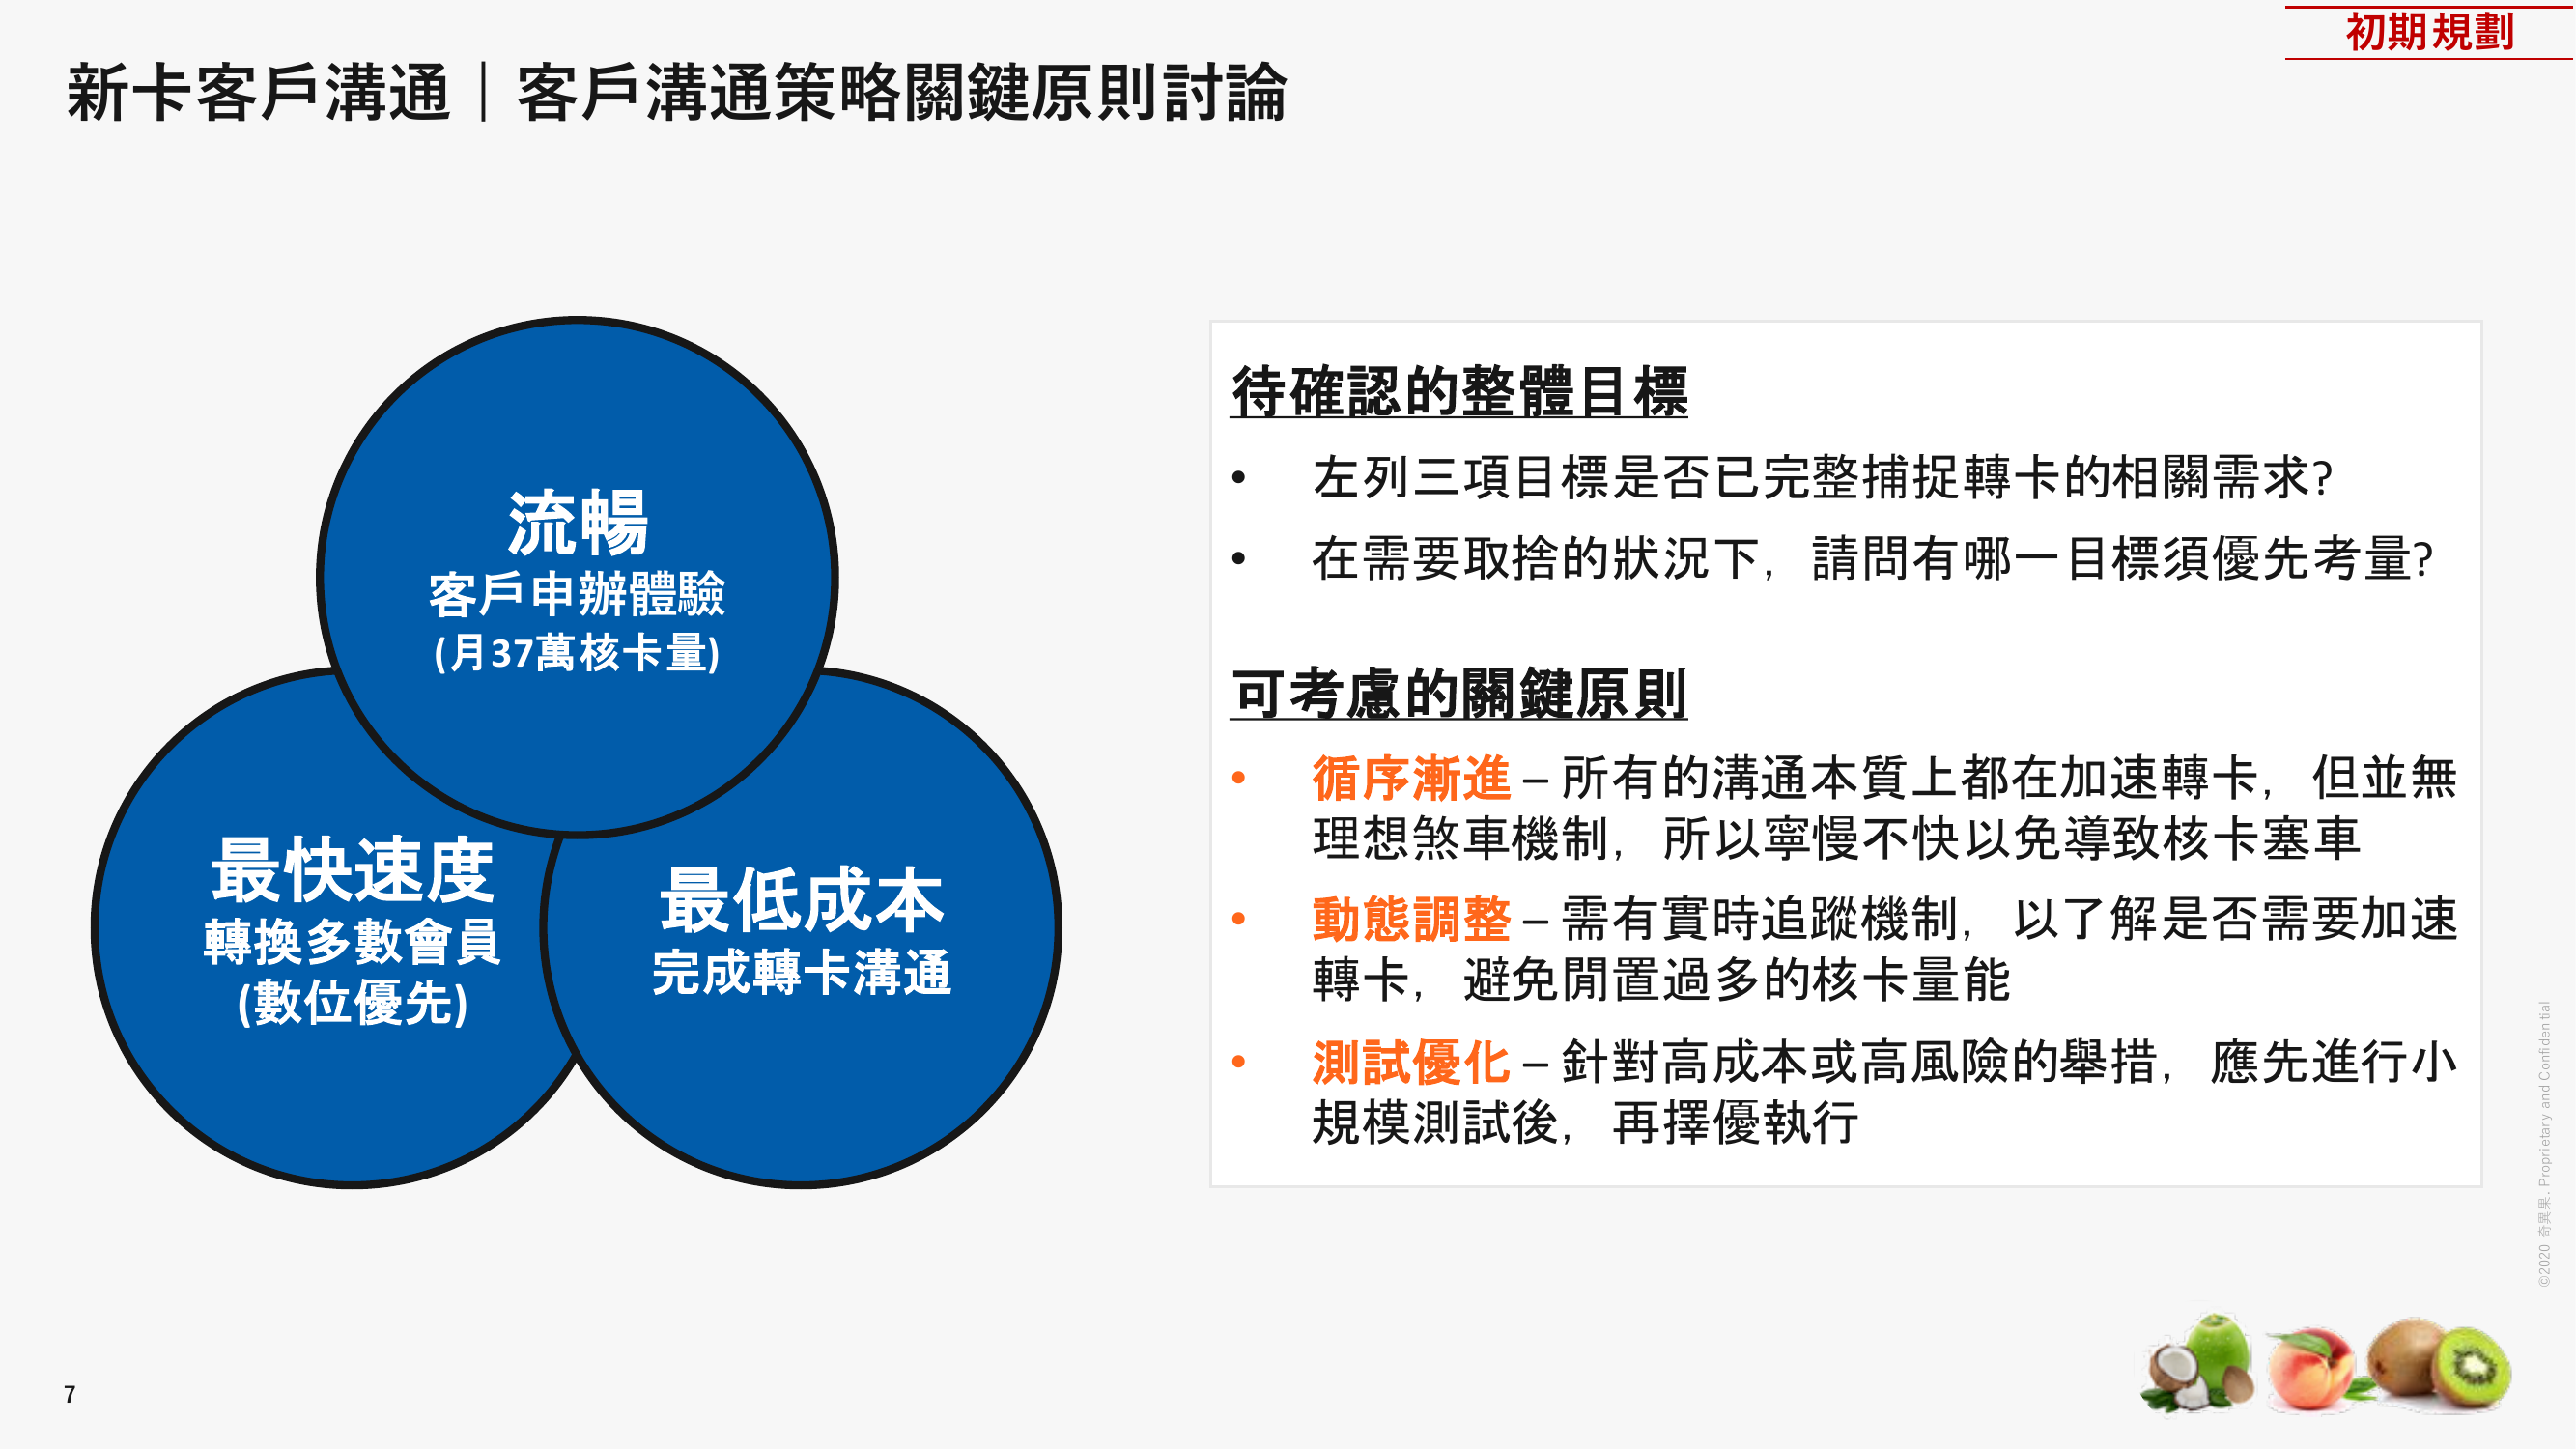 初期規劃
新卡客戶溝通｜客戶溝通策略關鍵原則討論
流暢
客戶申辦體驗
(月37萬核卡量)
最快速度
轉換多數會員
(數位優先)
最低成本
完成轉卡溝通
待確認的整體目標
• 左列三項目標是否已完整捕捉轉卡的相關需求?
• 在需要取捨的狀況下，請問有哪一目標須優先考量?
可考慮的關鍵原則
• 循序漸進 – 所有的溝通本質上都在加速轉卡，但並無
理想煞車機制，所以寧慢不快以免導致核卡塞車
• 動態調整 – 需有實時追蹤機制，以了解是否需要加速
轉卡，避免閒置過多的核卡量能
• 測試優化 – 針對高成本或高風險的舉措，應先進行小
規模測試後，再擇優執行
©2020 奇異果. Proprietary and Confidential
7